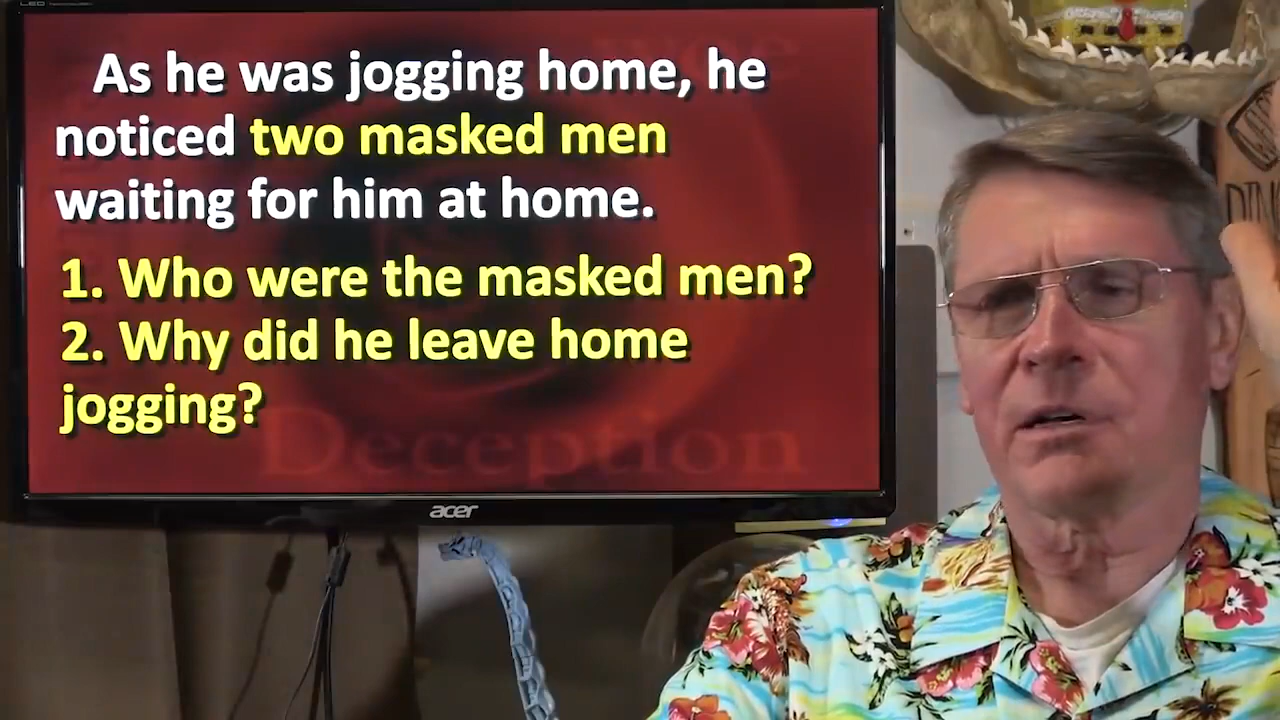 As he was jogging home, he
noticed two masked men
waiting for him at home.
1. Who were the masked men?
2. Why did he leave home
jogging?
Deception
acer